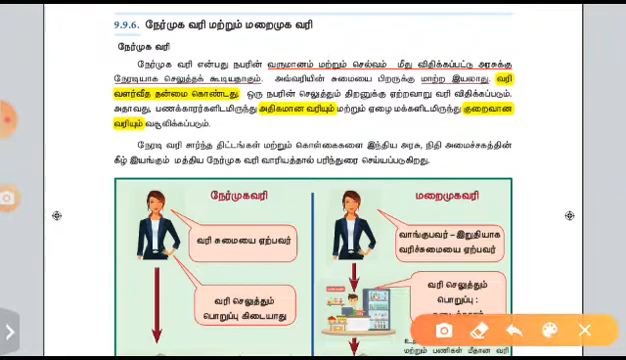 9.9.6. நேர்முக வரி மற்றும் மறைமுக வரி
நேர்முக வரி
நேர்முக வரி என்பது நபரின் வருமானம் மற்றும் செல்வம் மீது விதிக்கப்பட்டு அரசுக்கு
நேரடியாக செலுத்தக் கூடியதாகும். அவ்வரியின் சுமையை பிறருக்கு மாற்ற இயலாது. வரி
வளர்வீத தன்மை கொண்டது. ஒரு நபரின் செலுத்தும் திறனுக்கு ஏற்றவாறு வரி விதிக்கப்படும்.
அதாவது, பணக்காரர்களிடமிருந்து அதிகமான வரியும் மற்றும் ஏழை மக்களிடமிருந்து குறைவான
வரியும் வசூலிக்கப்படும்.
நேரடி வரி சார்ந்த திட்டங்கள் மற்றும் கொள்கைகளை இந்திய அரசு, நிதி அமைச்சகத்தின்
கீழ் இயங்கும் மத்திய நேர்முக வரி வாரியத்தால் பரிந்துரை செய்யப்படுகிறது.
நேர்முகவரி
வரி சுமையை ஏற்பவர்
வரி செலுத்தும்
பொறுப்பு கிடையாது
மறைமுகவரி
வாங்குபவர் – இறுதியாக
வரிச்சுமையை ஏற்பவர்
வரி செலுத்தும்
பொறுப்பு :
மற்றும் பணிகள் மீதான வரி